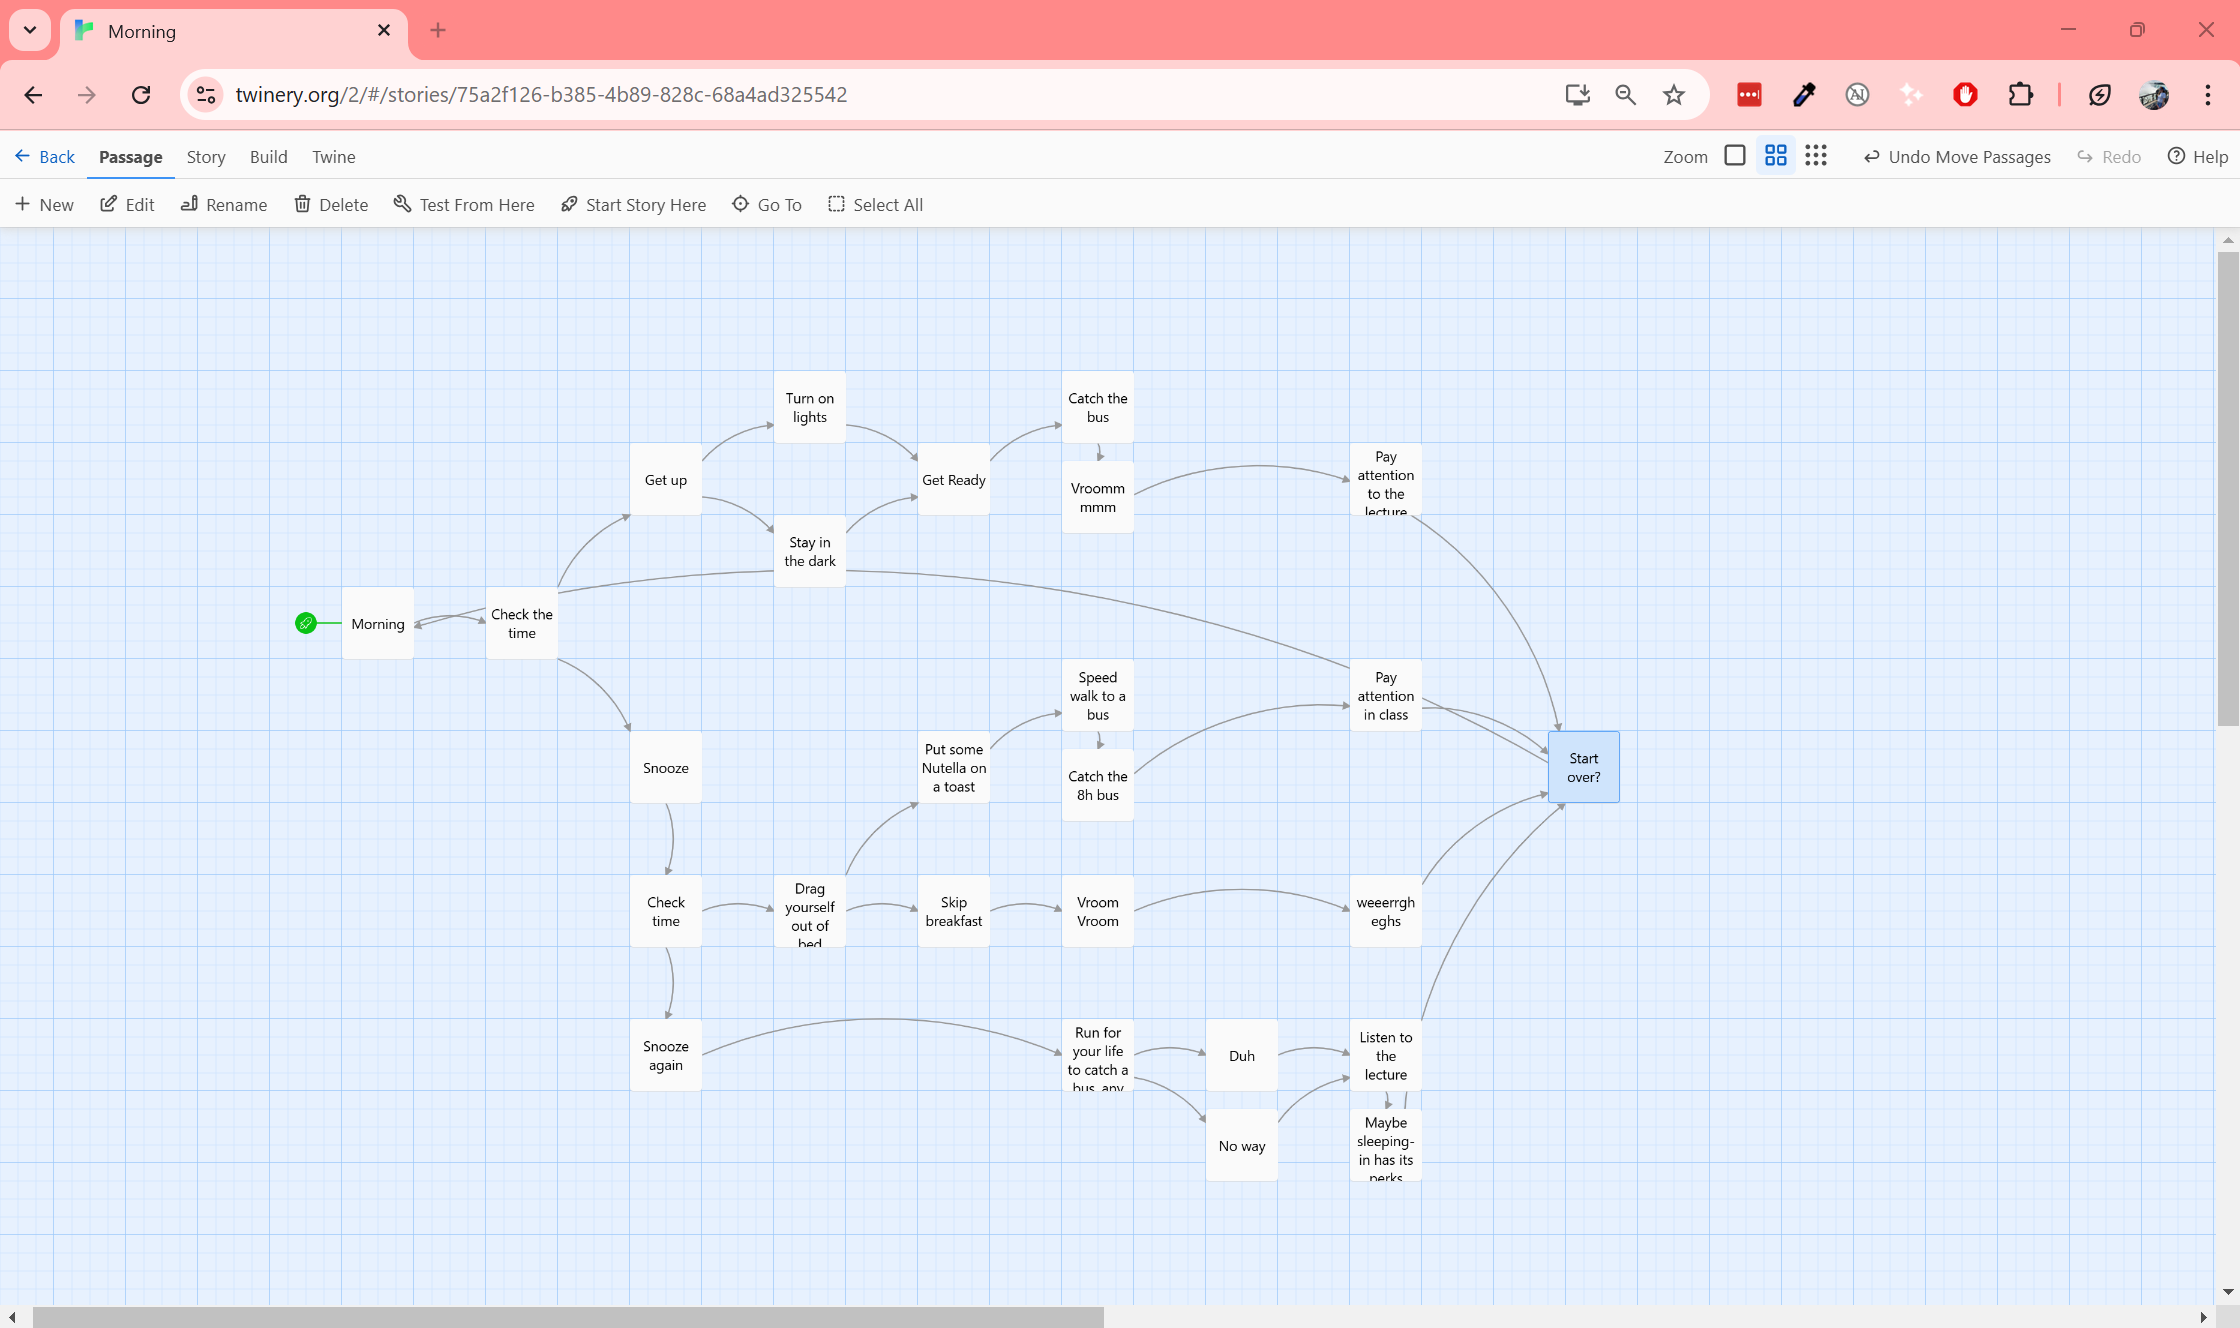 Morning
twinery.org/2/#/stories/75a2f126-b385-4b89-828c-68a4ad325542
Back Passage Story Build Twine Zoom Undo Move Passages Redo Help
New Edit Rename Delete Test From Here Start Story Here Go To Select All
Turn on
lights
Catch the
bus
Get up
Get Ready
Vroomm
mmm
Pay
attention
to the
lecture
Stay in
the dark
Morning
Check the
time
Speed
walk to a
bus
Pay
attention
in class
Snooze
Put some
Nutella on
a toast
Catch the
8h bus
Start
over?
Check
time
Drag
yourself
out of
bed
Skip
breakfast
Vroom
Vroom
weeerrgh
eghs
Snooze
again
Run for
your life
to catch a
bus, any
Duh
Listen to
the
lecture
No way
Maybe
sleeping-
in has its
perks